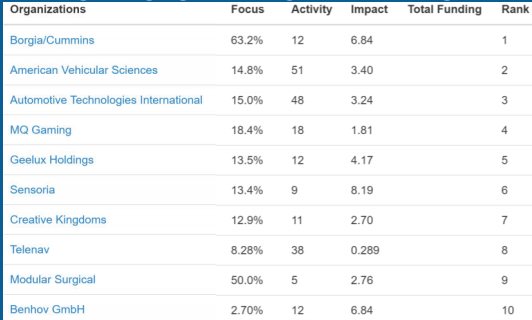 Organizations Focus Activity Impact Total Funding Rank
Borgia/Cummins 63.2% 12 6.84 1
American Vehicular Sciences 14.8% 51 3.40 2
Automotive Technologies International 15.0% 48 3.24 3
MQ Gaming 18.4% 18 1.81 4
Geelux Holdings 13.5% 12 4.17 5
Sensoria 13.4% 9 8.19 6
Creative Kingdoms 12.9% 11 2.70 7
Telenav 8.28% 38 0.289 8
Modular Surgical 50.0% 5 2.76 9
Benhov GmbH 2.70% 12 6.84 10